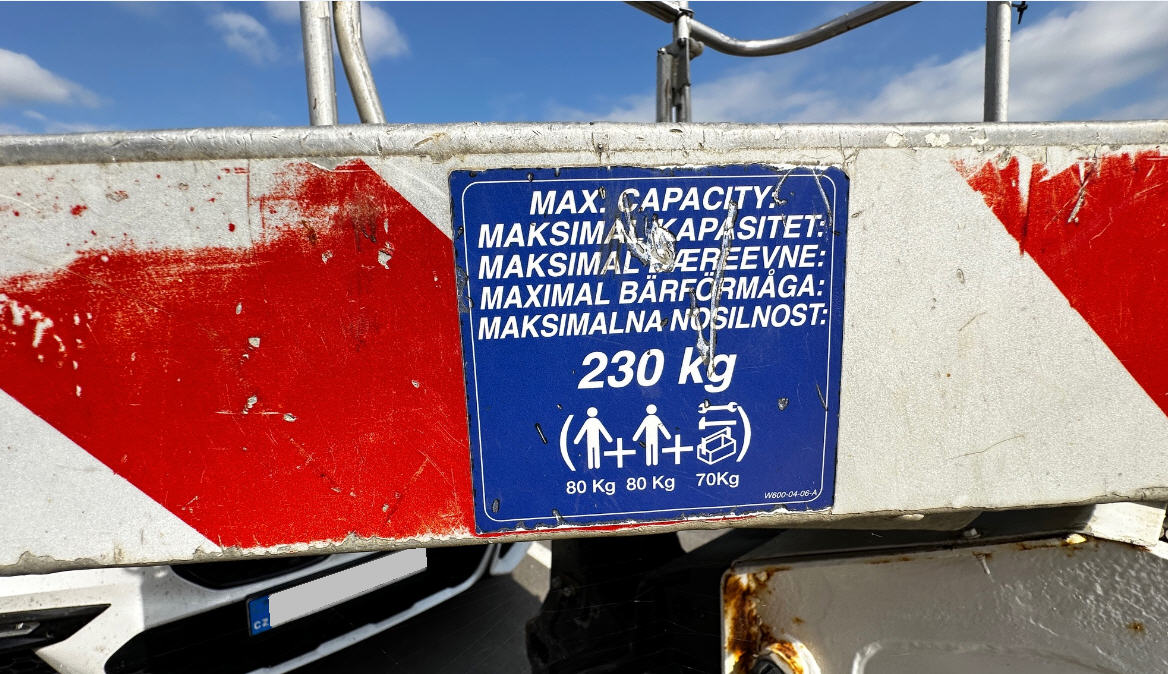 MAX. CAPACITY:
MAKSIMAL KAPASITET:
MAKSIMAL BÆREEVNE:
MAXIMAL BÄRFÖRMÅGA:
MAKSIMALNA NOSILNOST:
230 kg
( + + )
80 Kg 80 Kg 70Kg
W600-04-06-A
CZ